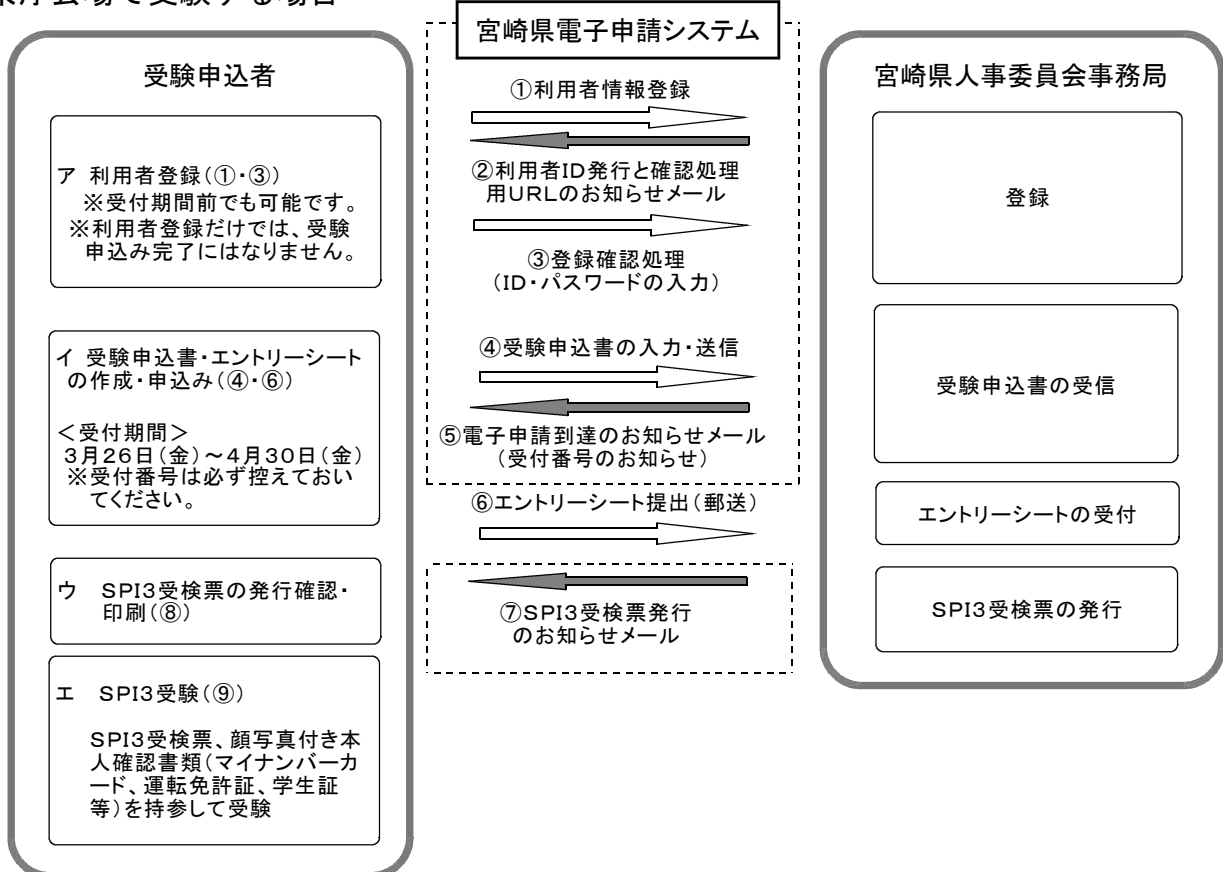 県庁会場で受験する場合
受験申込者
ア 利用者登録(①・③)
※受付期間前でも可能です。
※利用者登録だけでは、受験
申込み完了にはなりません。
イ 受験申込書・エントリーシート
の作成・申込み(④・⑥)
<受付期間>
3月26日(金)~4月30日(金)
※受付番号は必ず控えておい
てください。
ウ SPI3受検票の発行確認・
印刷(⑧)
エ SPI3受験(⑨)
SPI3受検票、顔写真付き本
人確認書類(マイナンバーカ
ード、運転免許証、学生証
等)を持参して受験
宮崎県電子申請システム
①利用者情報登録
②利用者ID発行と確認処理
用URLのお知らせメール
③登録確認処理
(ID・パスワードの入力)
④受験申込書の入力・送信
⑤電子申請到達のお知らせメール
(受付番号のお知らせ)
⑥エントリーシート提出(郵送)
⑦SPI3受検票発行
のお知らせメール
宮崎県人事委員会事務局
登録
受験申込書の受信
エントリーシートの受付
SPI3受検票の発行